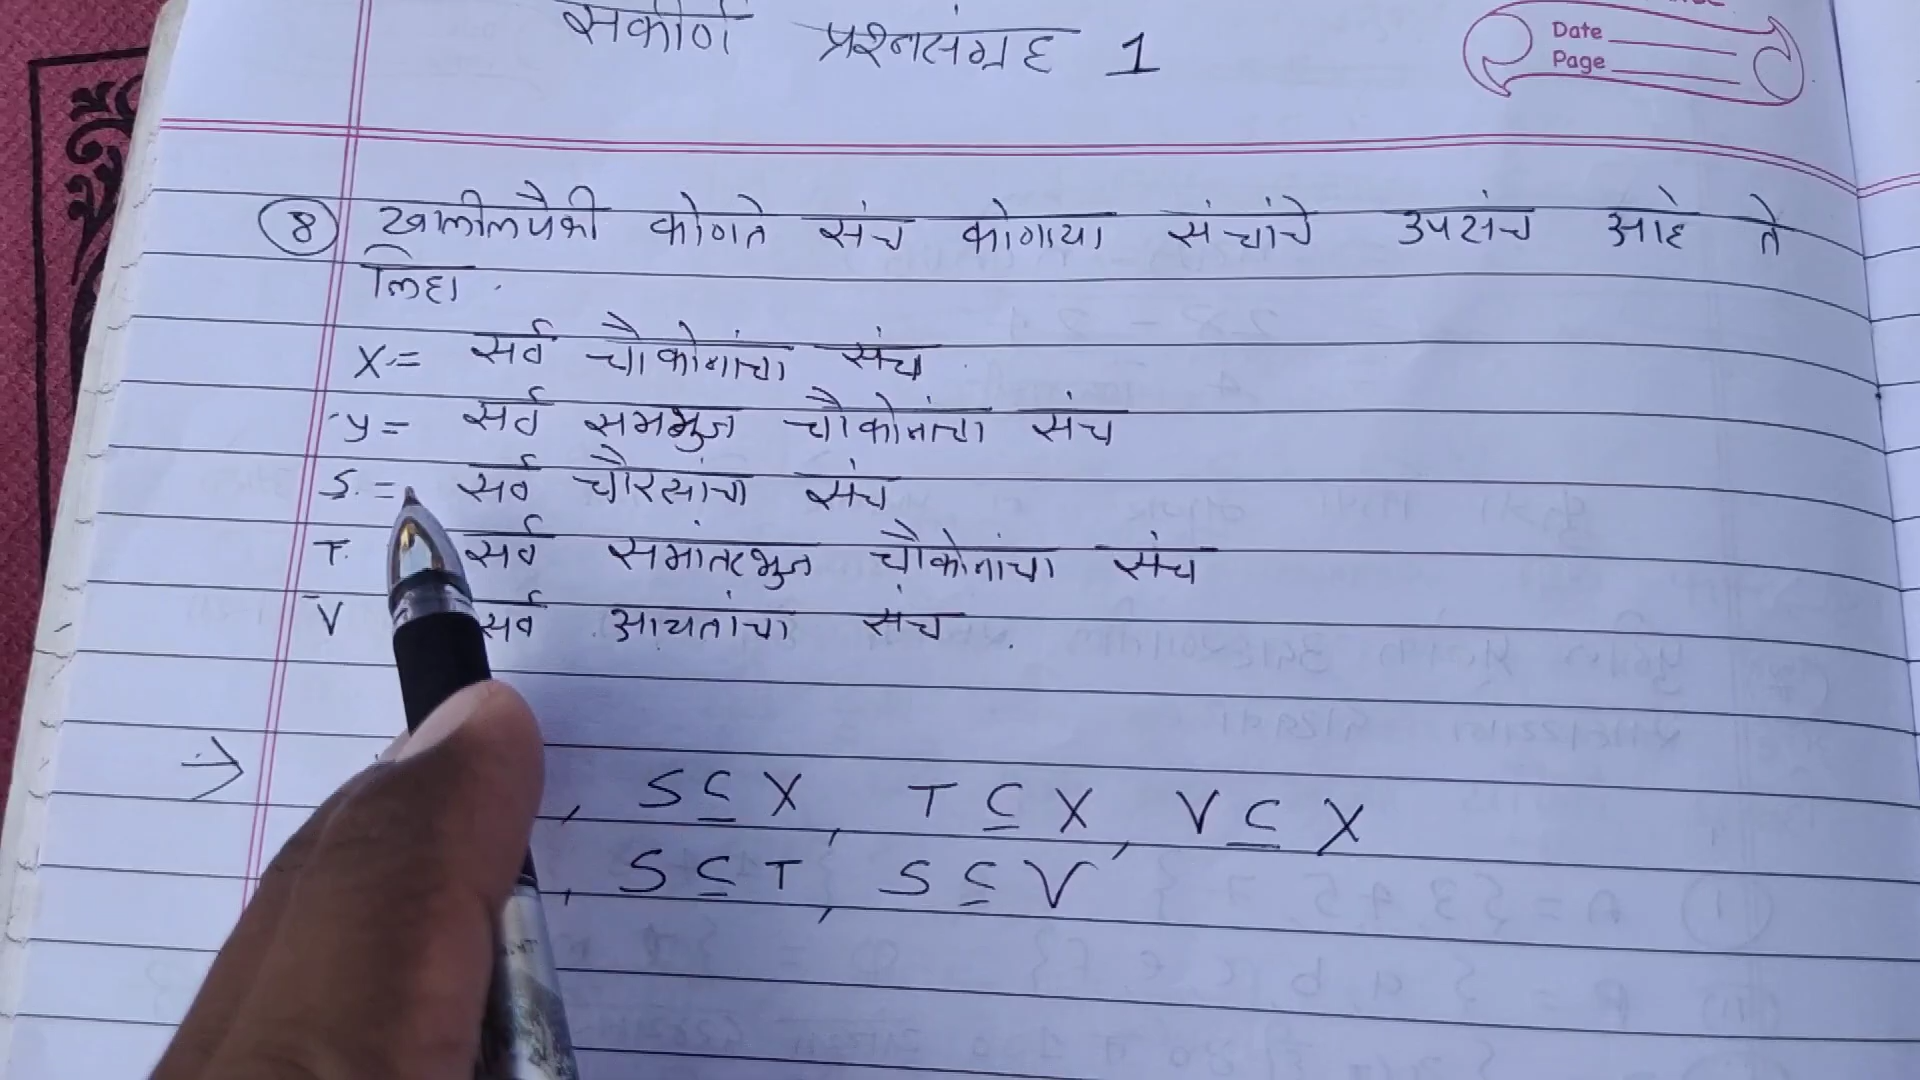 संकीर्ण प्रश्नसंग्रह 1
Date
Page
8 खालीलपैकी कोणते संच कोणत्या संचांचे उपसंच आहे ते
लिहा.
X = सर्व चौकोनांचा संच
y = सर्व समभुज चौकोनांचा संच
S = सर्व चौरसांचा संच
T. सर्व समांतरभुज चौकोनांचा संच
V सर्व आयतांचा संच.
→ , S ⊆ X , T ⊆ X , V ⊆ X
, S ⊆ T , S ⊆ V